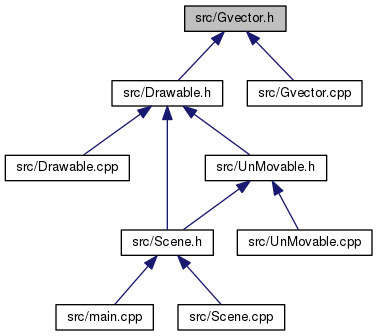 src/Gvector.h
src/Drawable.h
src/Gvector.cpp
src/Drawable.cpp
src/UnMovable.h
src/Scene.h
src/UnMovable.cpp
src/main.cpp
src/Scene.cpp